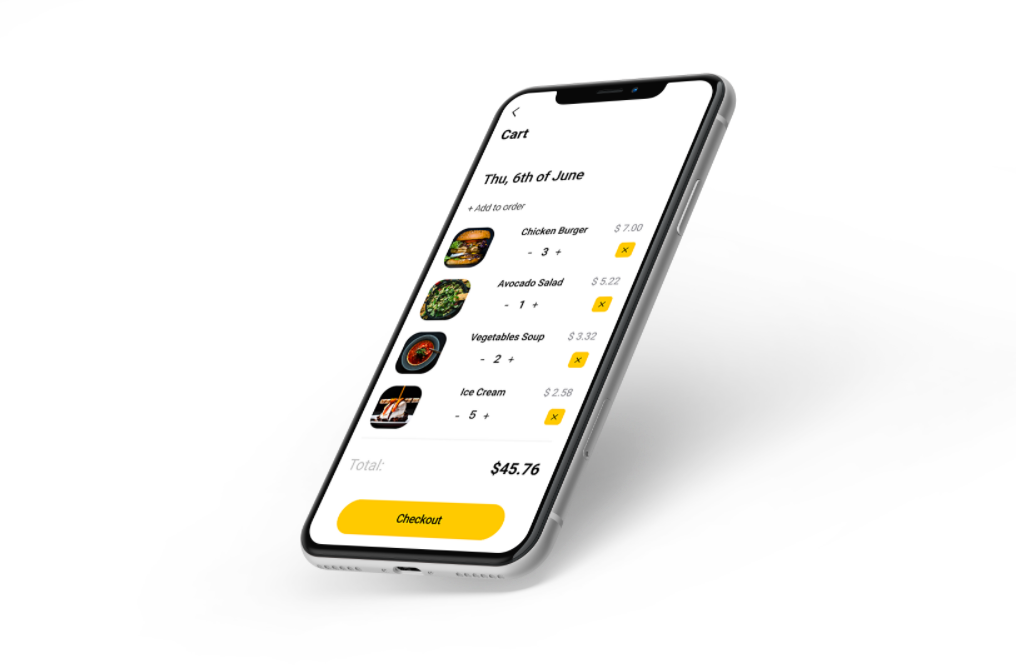 Cart
Thu, 6th of June
+ Add to order
Chicken Burger $ 7.00
- 3 +
Avocado Salad $ 5.22
- 1 +
Vegetables Soup $ 3.32
- 2 +
Ice Cream $ 2.58
- 5 +
Total: $45.76
Checkout